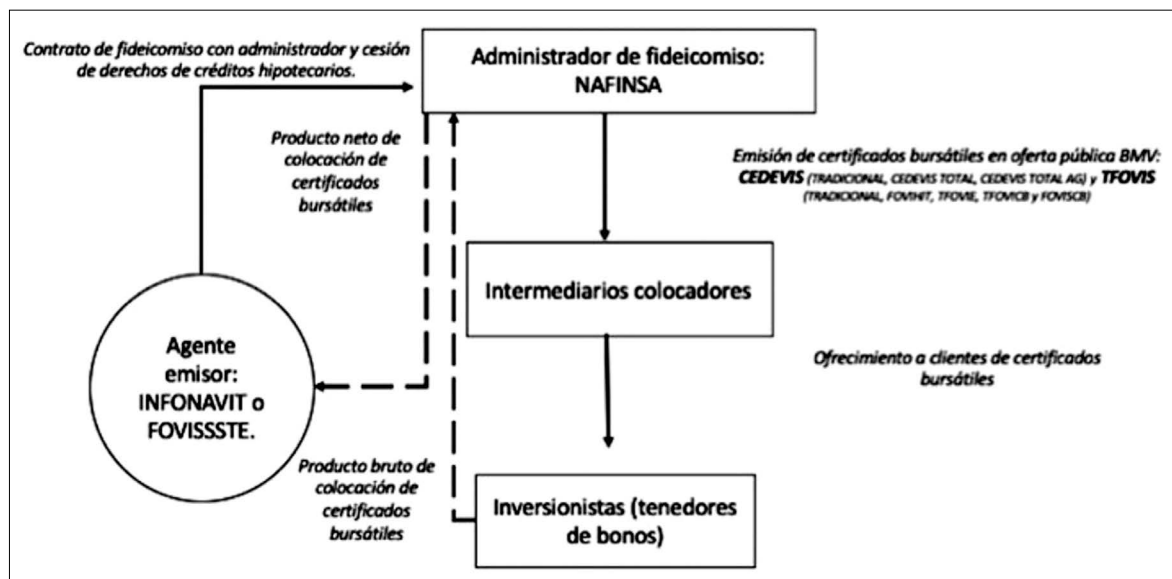 Contrato de fideicomiso con administrador y cesión
de derechos de créditos hipotecarios.
Administrador de fideicomiso:
NAFINSA
Producto neto de
colocación de
certificados
bursátiles
Emisión de certificados bursátiles en oferta pública BMV:
CEDEVIS (TRADICIONAL, CEDEVIS TOTAL, CEDEVIS TOTAL AG) y TFOVIS
(TRADICIONAL, FOVIHIT, TFOVIE, TFOVICB y FOVISCB)
Intermediarios colocadores
Agente
emisor:
INFONAVIT o
FOVISSSTE.
Ofrecimiento a clientes de certificados
bursátiles
Producto bruto de
colocación de
certificados
bursátiles
Inversionistas (tenedores
de bonos)